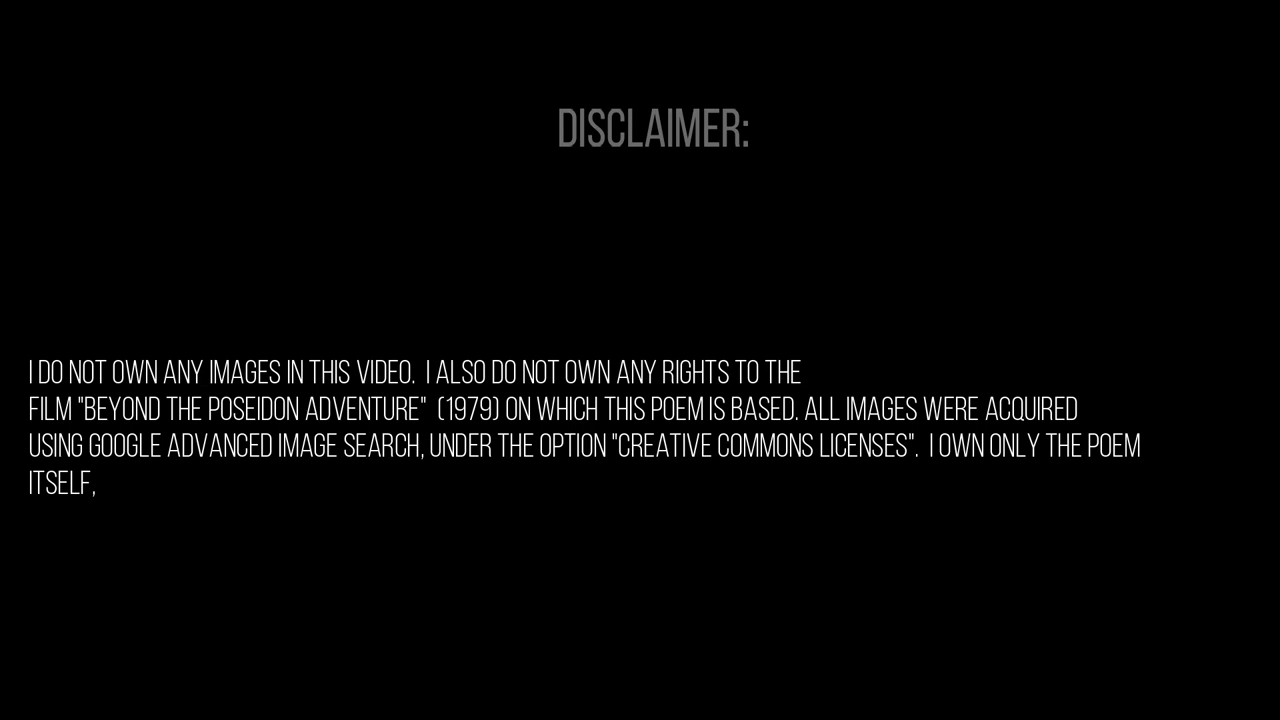 DISCLAIMER:
I DO NOT OWN ANY IMAGES IN THIS VIDEO.  I ALSO DO NOT OWN ANY RIGHTS TO THE
FILM "BEYOND THE POSEIDON ADVENTURE"  (1979) ON WHICH THIS POEM IS BASED. ALL IMAGES WERE ACQUIRED
USING GOOGLE ADVANCED IMAGE SEARCH, UNDER THE OPTION "CREATIVE COMMONS LICENSES".  I OWN ONLY THE POEM
ITSELF,